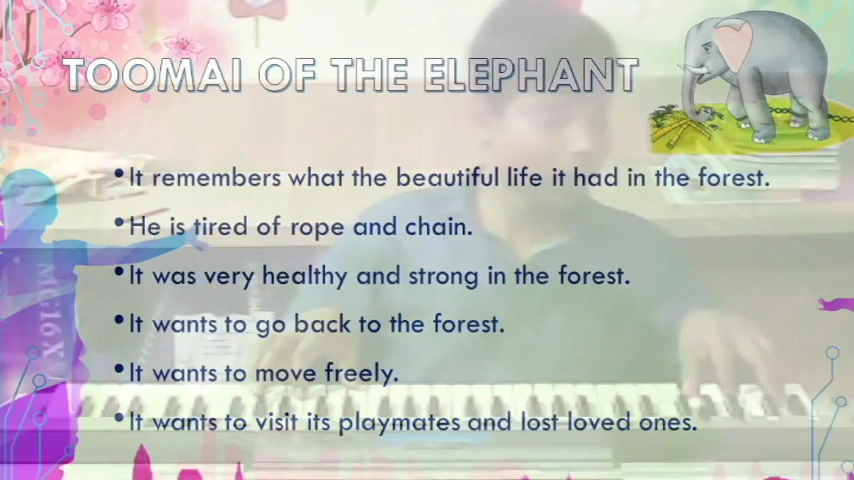 TOOMAI OF THE ELEPHANT
•It remembers what the beautiful life it had in the forest.
•He is tired of rope and chain.
•It was very healthy and strong in the forest.
•It wants to go back to the forest.
•It wants to move freely.
•It wants to visit its playmates and lost loved ones.